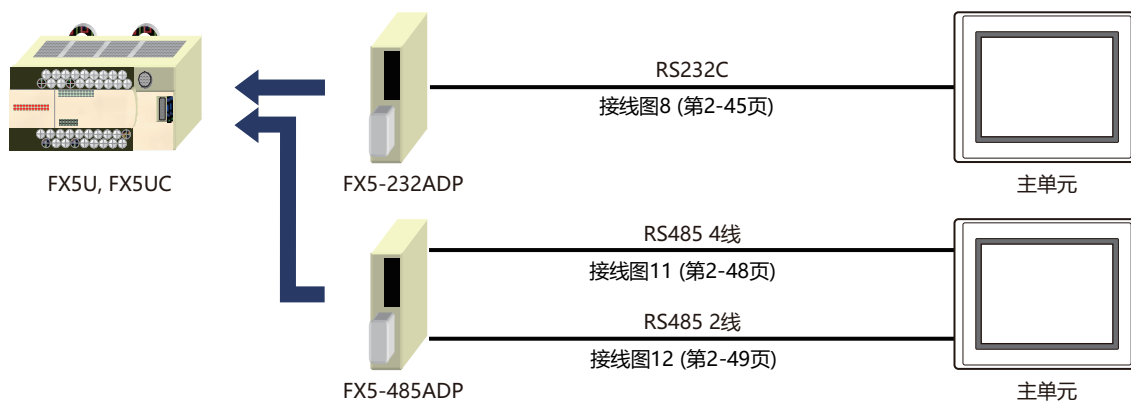 RS232C
接线图8 (第2-45页)
FX5U, FX5UC
FX5-232ADP
主单元
RS485 4线
接线图11 (第2-48页)
RS485 2线
接线图12 (第2-49页)
FX5-485ADP
主单元